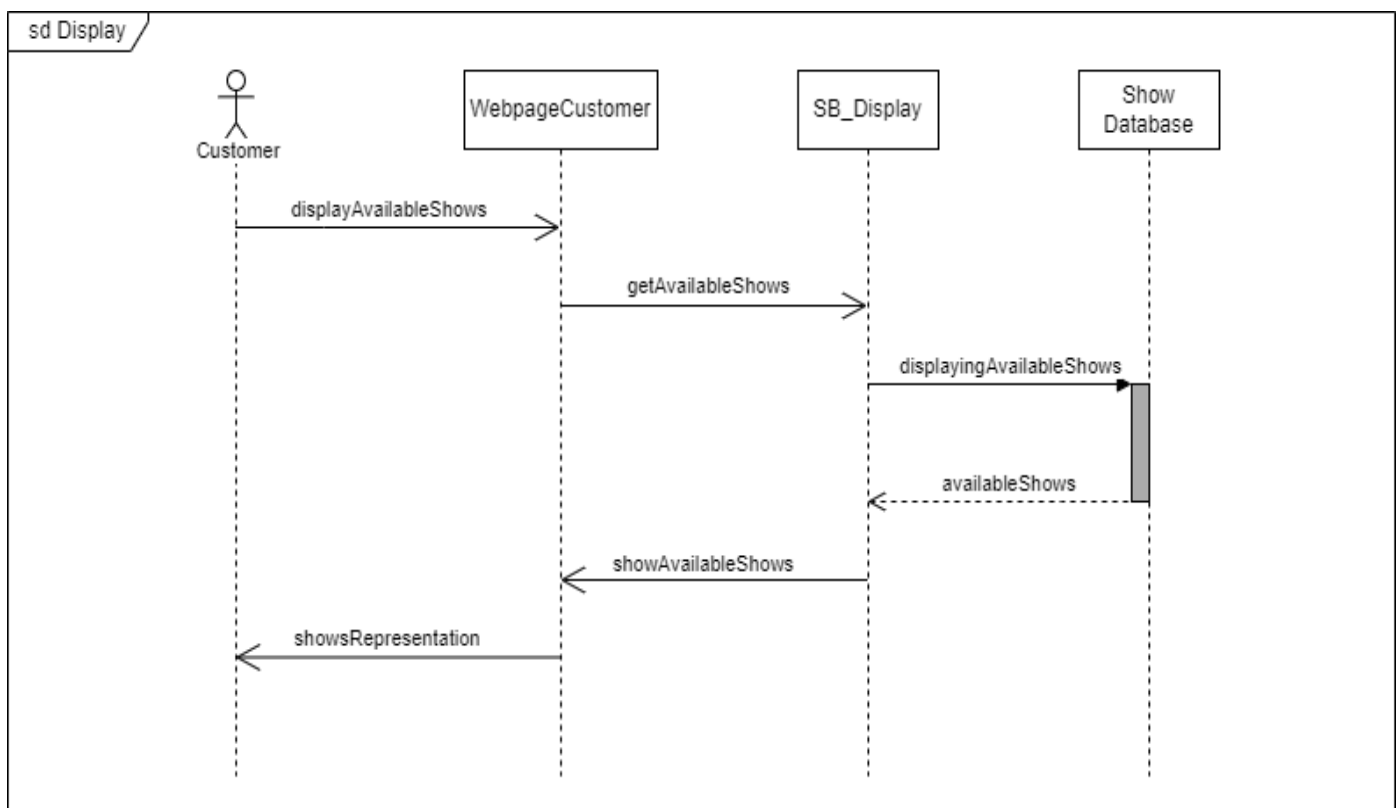 sd Display
Customer
WebpageCustomer
SB_Display
Show
Database
displayAvailableShows
getAvailableShows
displayingAvailableShows
availableShows
showAvailableShows
showsRepresentation